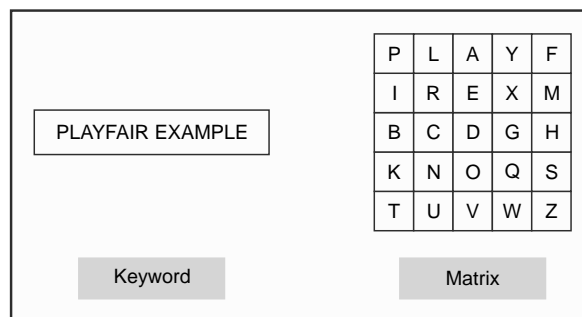 PLAYFAIR EXAMPLE
P L A Y F
I R E X M
B C D G H
K N O Q S
T U V W Z
Keyword
Matrix